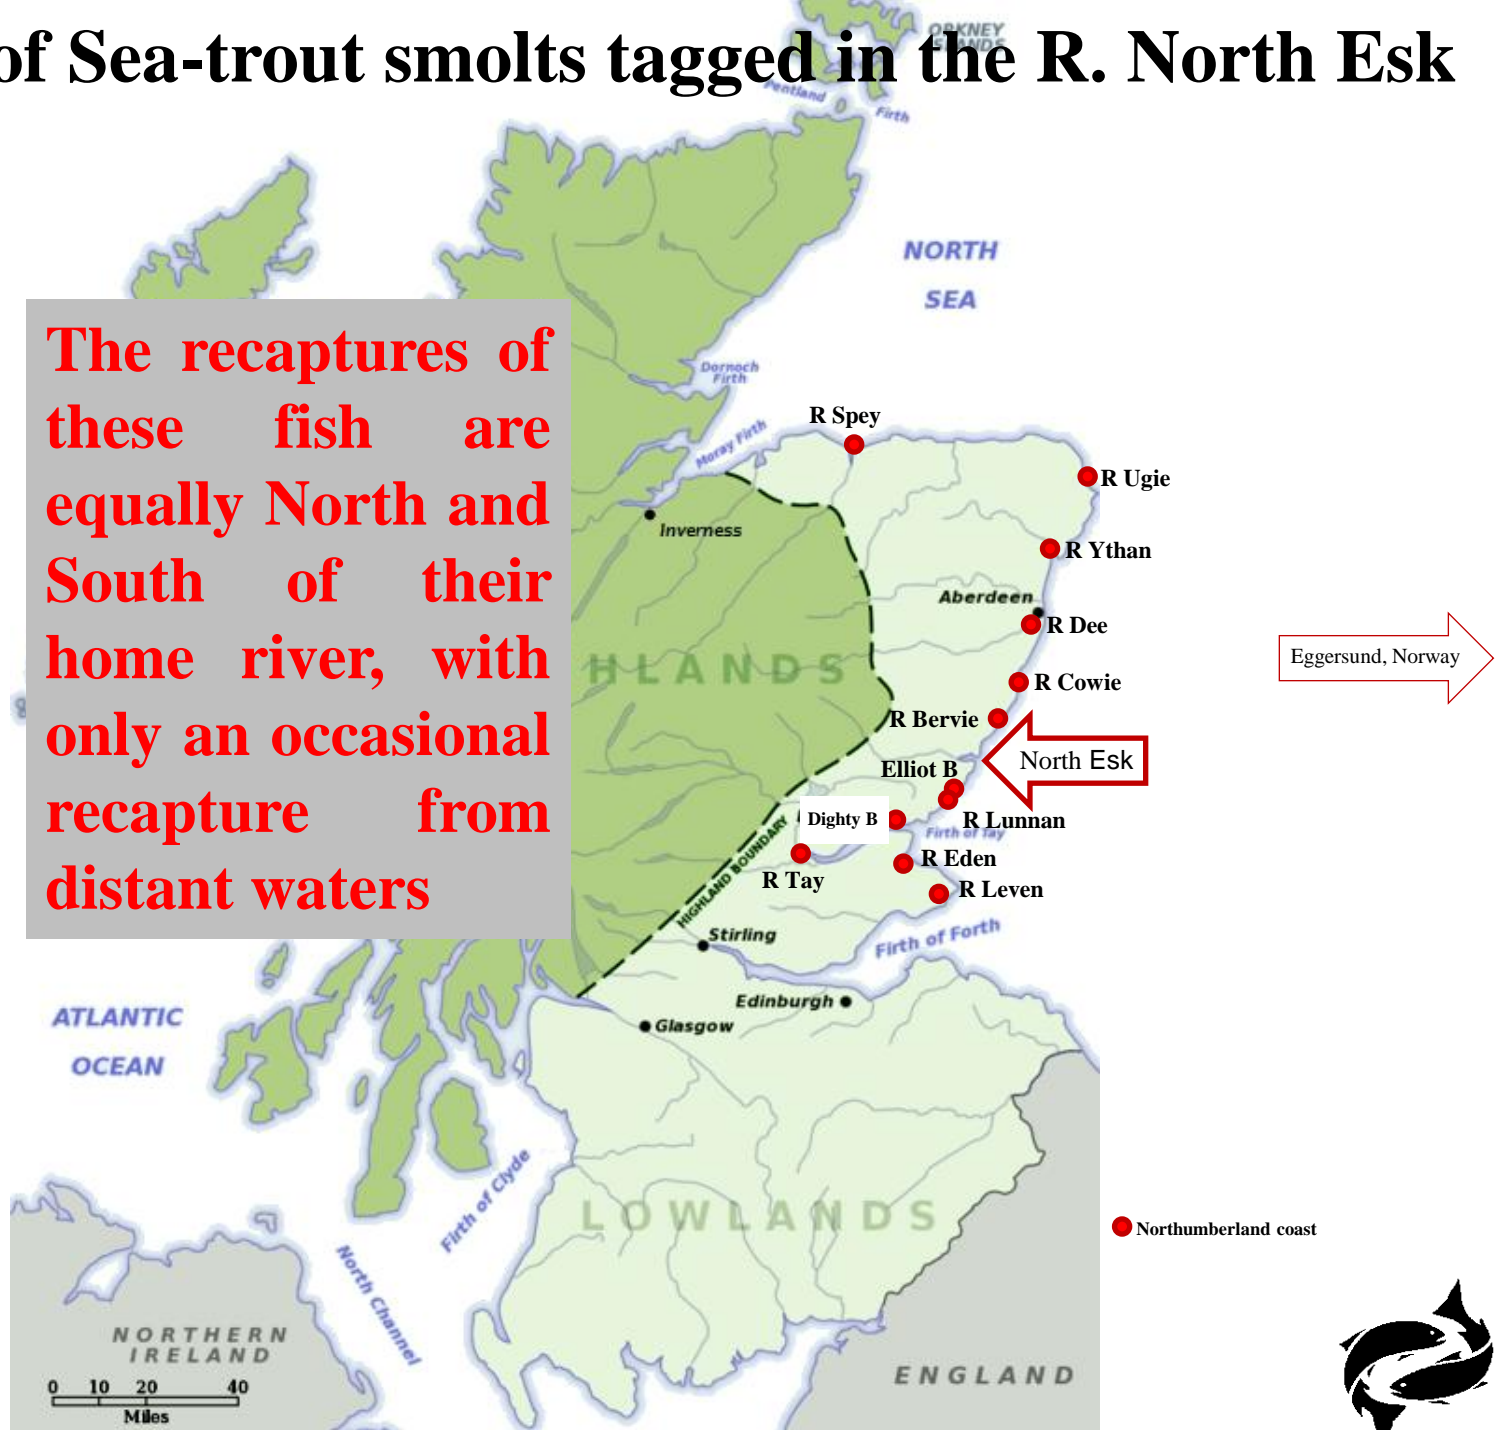 of Sea-trout smolts tagged in the R. North Esk
ORKNEY
ISLANDS
Pentland
Firth
NORTH
SEA
The recaptures of
these fish are
equally North and
South of their
home river, with
only an occasional
recapture from
distant waters
Dornoch
Firth
Moray Firth
R Spey
R Ugie
Inverness
R Ythan
Aberdeen
R Dee
Eggersund, Norway
HLANDS
R Cowie
R Bervie
North Esk
Elliot B
Dighty B
R Lunnan
Firth of Tay
HIGHLAND BOUNDARY
R Eden
R Tay
R Leven
Stirling
Firth of Forth
Edinburgh
Glasgow
ATLANTIC
OCEAN
Firth of Clyde
LOWLANDS
Northumberland coast
North Channel
NORTHERN
IRELAND
ENGLAND
0 10 20 40
Miles